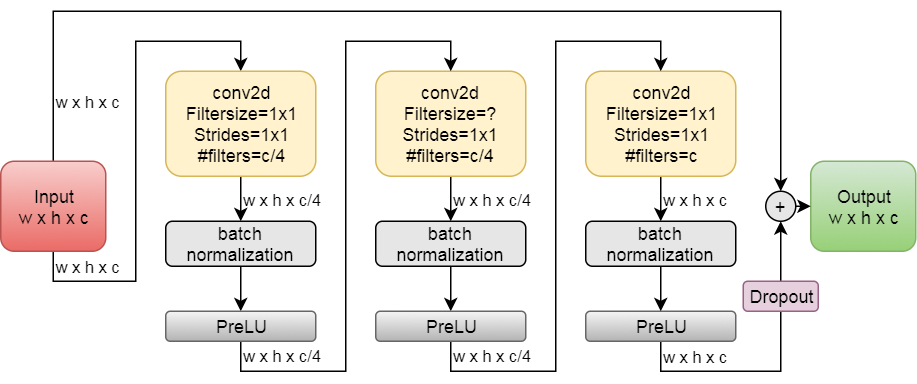 w x h x c
Input
w x h x c
w x h x c
conv2d
Filtersize=1x1
Strides=1x1
#filters=c/4
w x h x c/4
batch
normalization
PreLU
w x h x c/4
conv2d
Filtersize=?
Strides=1x1
#filters=c/4
w x h x c/4
batch
normalization
PreLU
w x h x c/4
conv2d
Filtersize=1x1
Strides=1x1
#filters=c
w x h x c
batch
normalization
PreLU
w x h x c
Dropout
+
Output
w x h x c